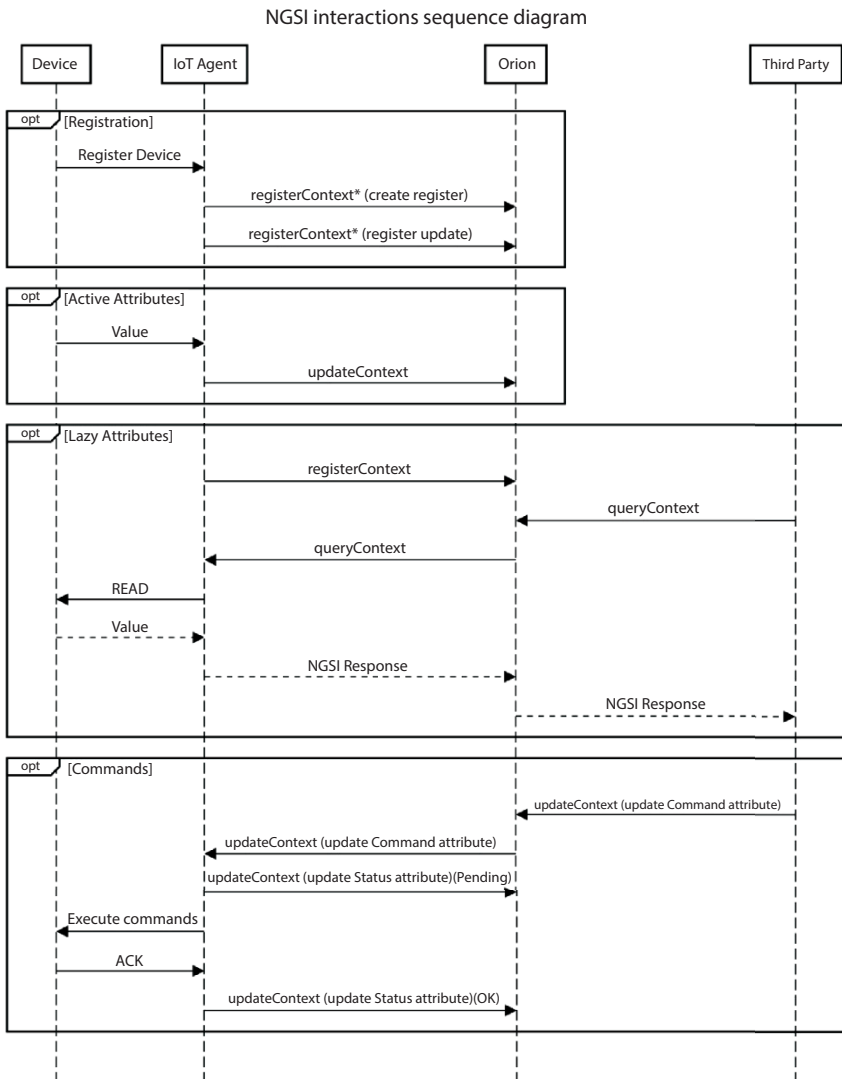 NGSI interactions sequence diagram
Device
IoT Agent
Orion
Third Party
opt
[Registration]
Register Device
registerContext* (create register)
registerContext* (register update)
opt
[Active Attributes]
Value
updateContext
opt
[Lazy Attributes]
registerContext
queryContext
queryContext
READ
Value
NGSI Response
NGSI Response
opt
[Commands]
updateContext (update Command attribute)
updateContext (update Command attribute)
updateContext (update Status attribute)(Pending)
Execute commands
ACK
updateContext (update Status attribute)(OK)